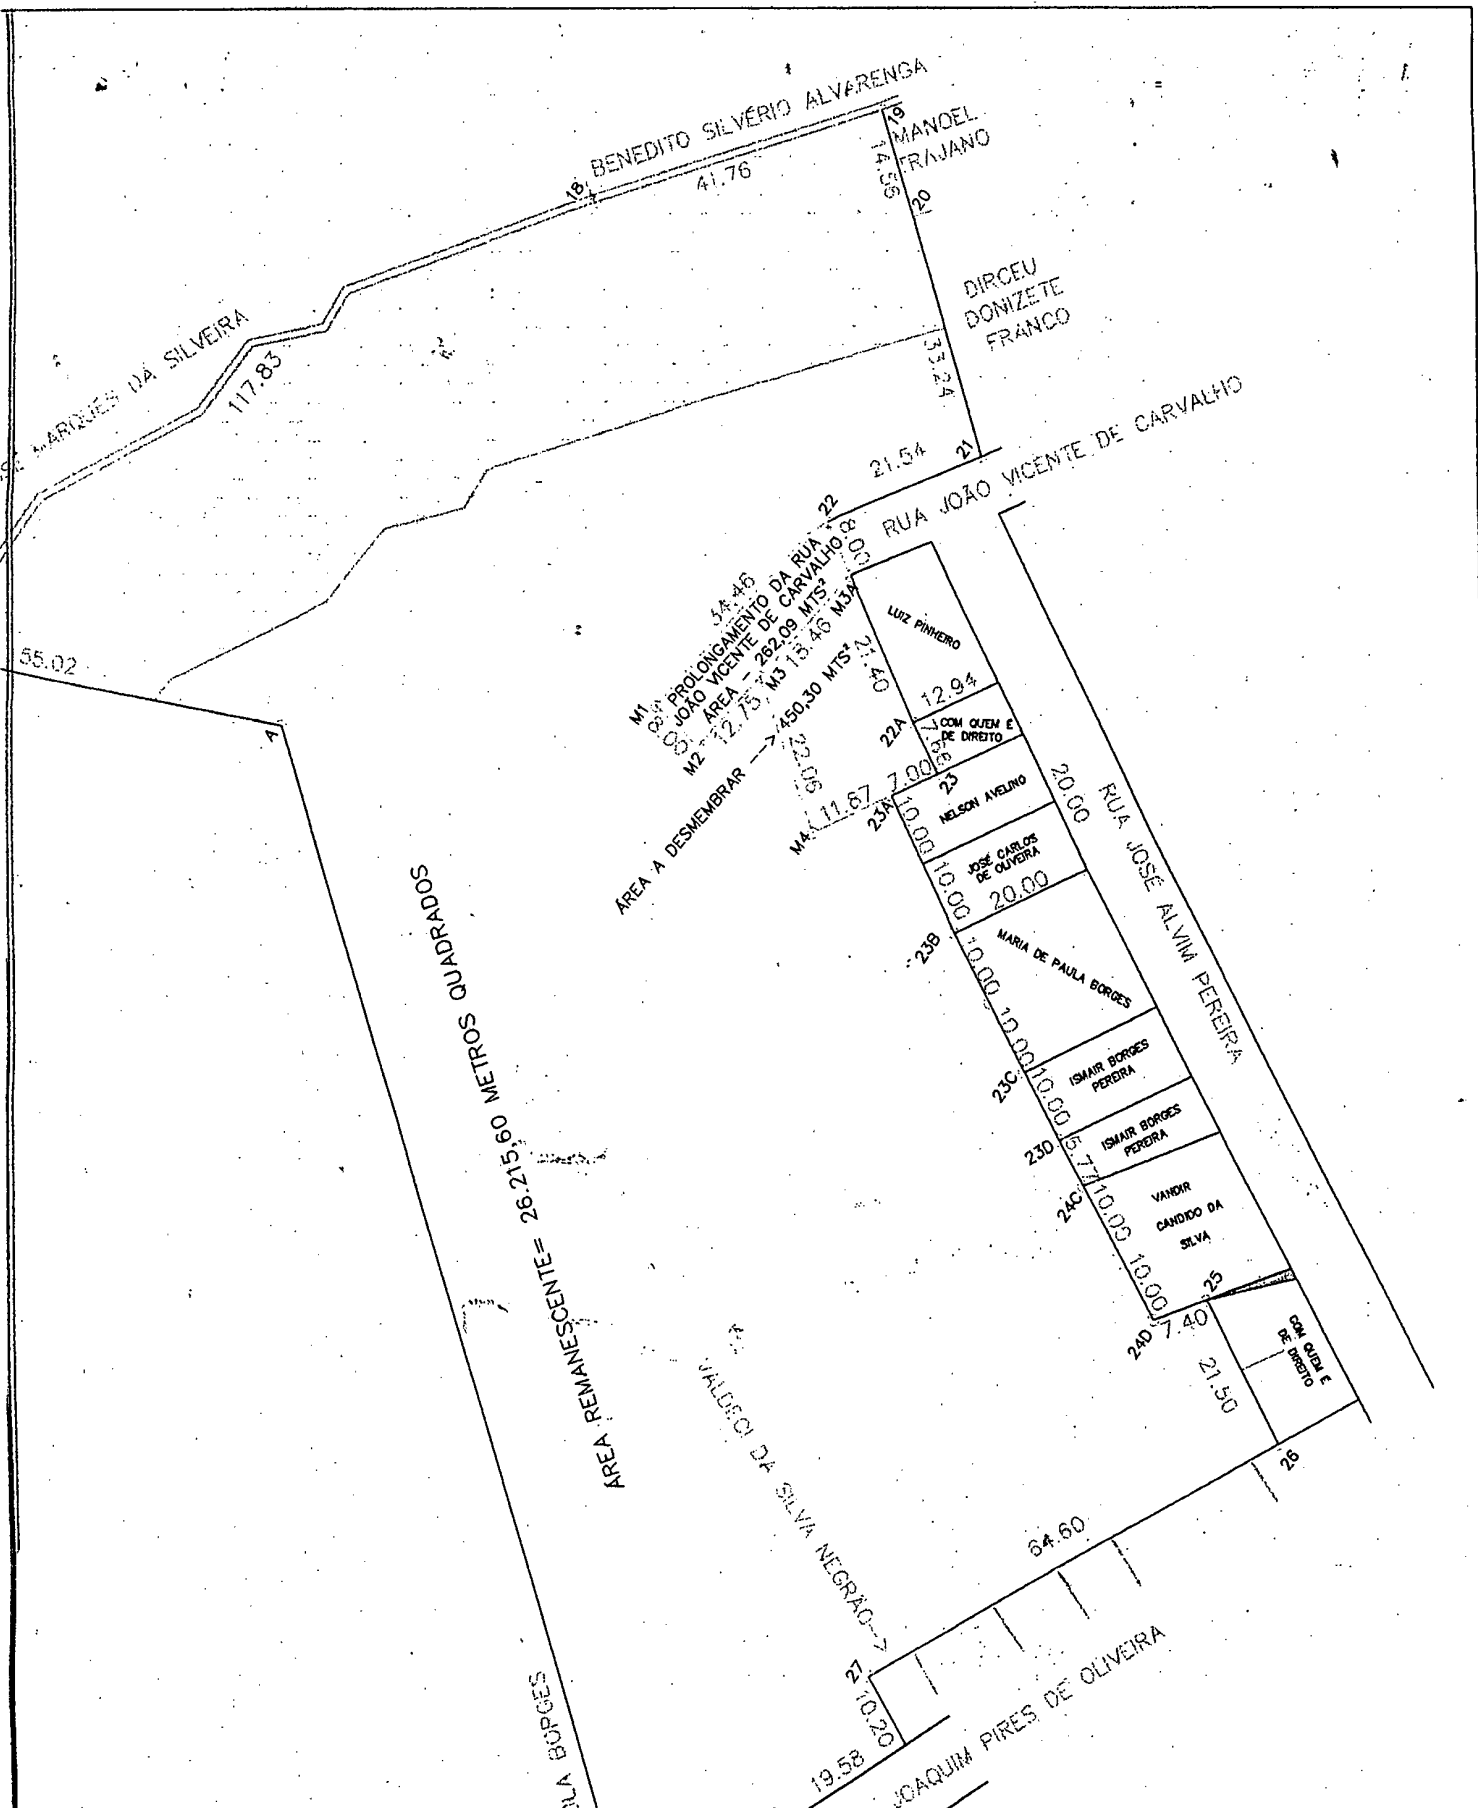 BENEDITO SILVÉRIO ALVARENGA
19
MANOEL
TRAJANO
14.56
18
41.76
20
DIRCEU
DONIZETE
FRANCO
33.24
MARQUES DA SILVEIRA
117.83
21.54
21
RUA JOÃO VICENTE DE CARVALHO
22
8.00
PROLONGAMENTO DA RUA
JOÃO VICENTE DE CARVALHO
ÁREA - 262,09 MTS²
M1
8.00
M2
12.75
M3
13.46
M3A
450,30 MTS²
ÁREA A DESMEMBRAR
22.06
M4
11.67
7.00
21.40
LUIZ PINHEIRO
12.94
22A
7.66
COM QUEM É
DE DIREITO
23
23A
10.00
NELSON AVELINO
20.00
10.00
JOSÉ CARLOS
DE OLIVEIRA
20.00
RUA JOSÉ ALVIM PEREIRA
23B
10.00
10.00
MARIA DE PAULA BORGES
23C
10.00
ISMAIR BORGES
PEREIRA
23D
5.77
ISMAIR BORGES
PEREIRA
24C
10.00
10.00
VANDIR
CANDIDO DA
SILVA
24D
7.40
25
21.50
COM QUEM É
DE DIREITO
26
55.02
A
ÁREA REMANESCENTE= 26.215,60 METROS QUADRADOS
VALDECI DA SILVA NEGRÃO-->
64.60
27
10.20
19.58
JOAQUIM PIRES DE OLIVEIRA
BORGES